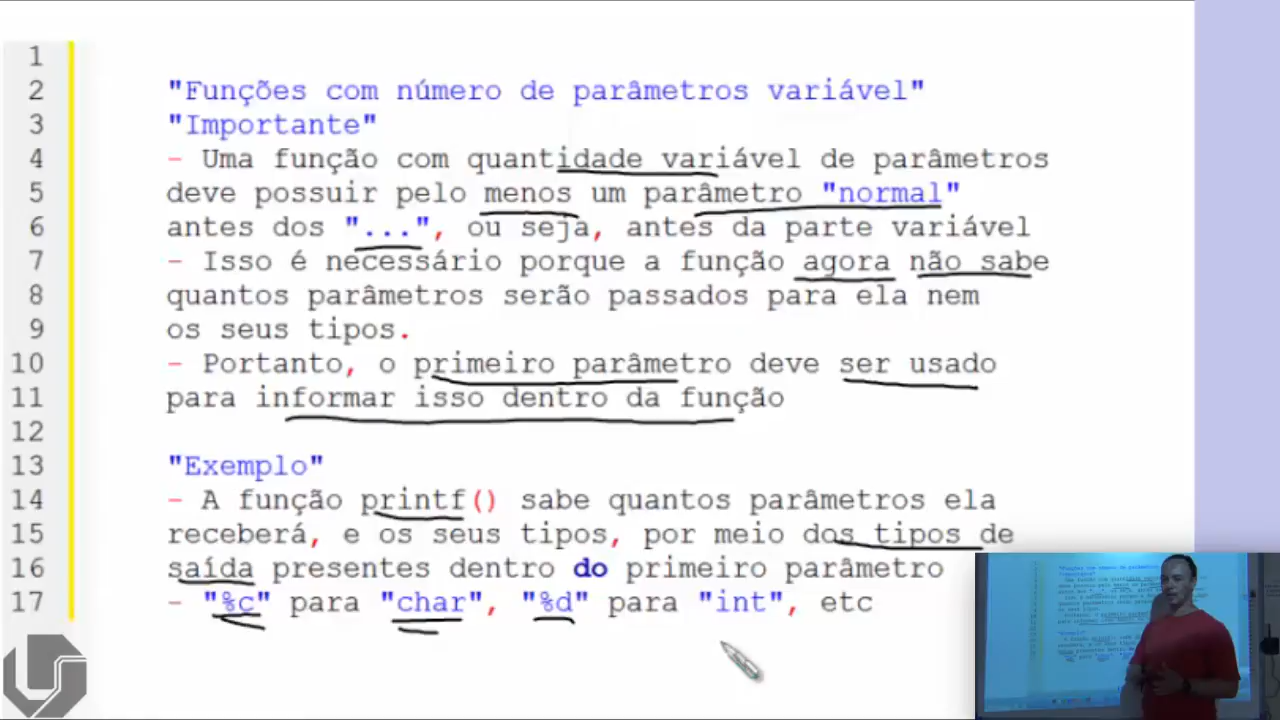 1
2 "Funções com número de parâmetros variável"
3 "Importante"
4 - Uma função com quantidade variável de parâmetros
5 deve possuir pelo menos um parâmetro "normal"
6 antes dos "...", ou seja, antes da parte variável
7 - Isso é necessário porque a função agora não sabe
8 quantos parâmetros serão passados para ela nem
9 os seus tipos.
10 - Portanto, o primeiro parâmetro deve ser usado
11 para informar isso dentro da função
12
13 "Exemplo"
14 - A função printf() sabe quantos parâmetros ela
15 receberá, e os seus tipos, por meio dos tipos de
16 saída presentes dentro do primeiro parâmetro
17 - "%c" para "char", "%d" para "int", etc